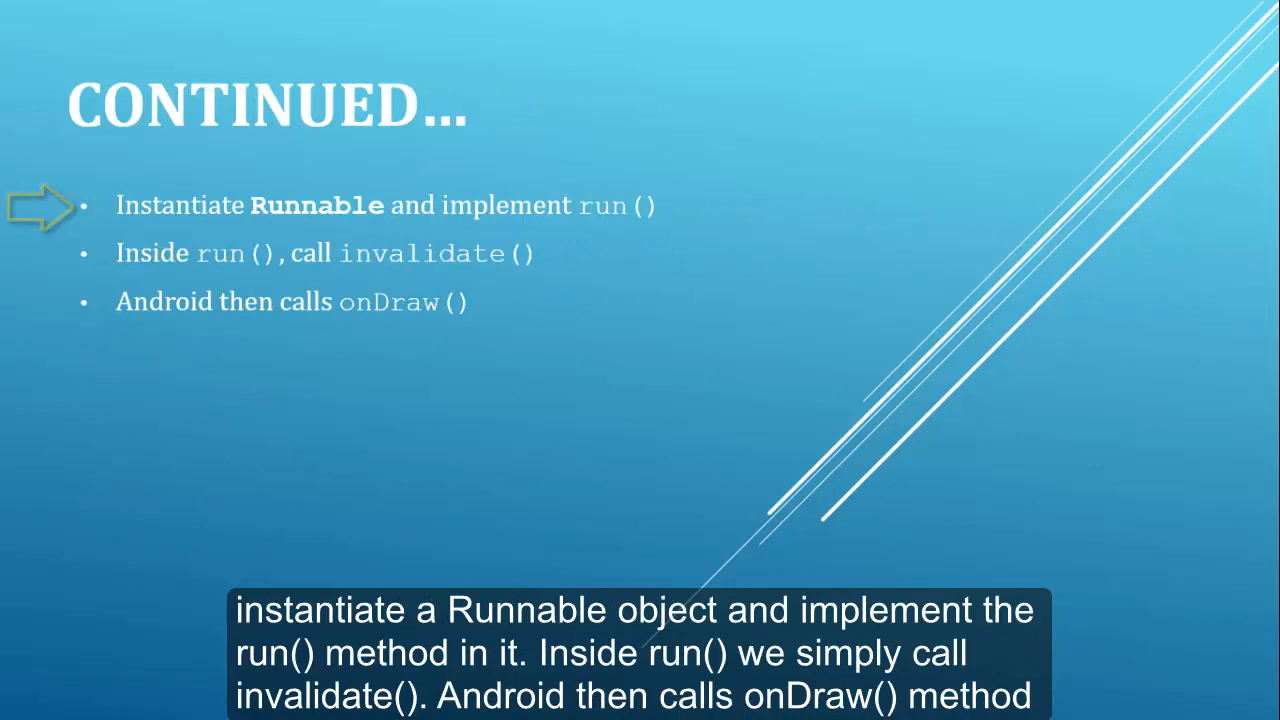 CONTINUED...
• Instantiate Runnable and implement run()
• Inside run(), call invalidate()
• Android then calls onDraw()
instantiate a Runnable object and implement the
run() method in it. Inside run() we simply call
invalidate(). Android then calls onDraw() method